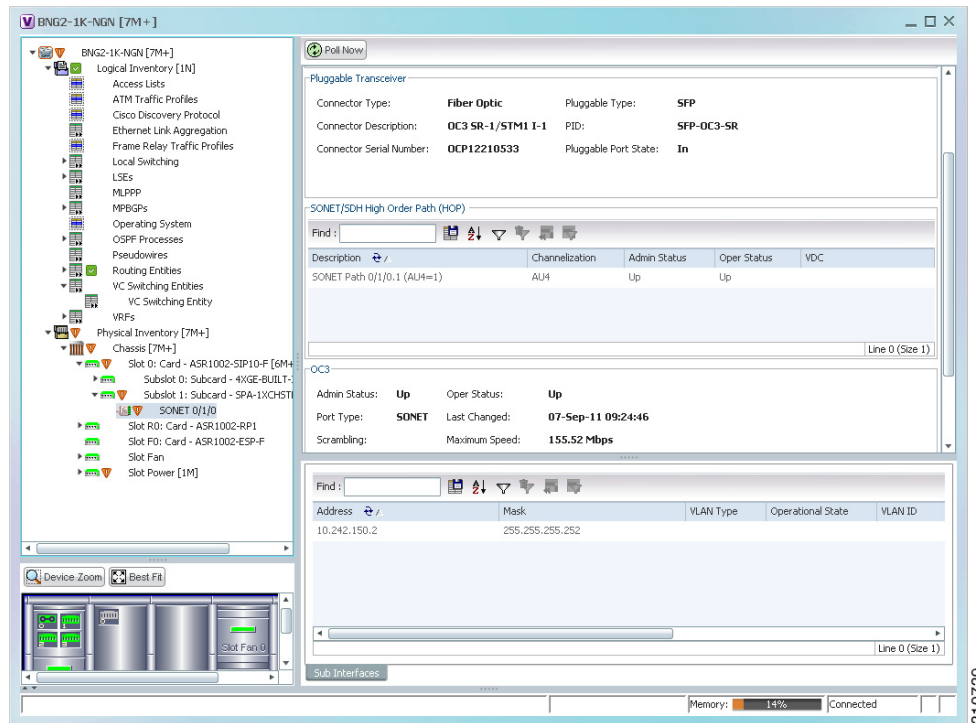 BNG2-1K-NGN [7M+]
BNG2-1K-NGN [7M+]
Logical Inventory [1N]
Access Lists
ATM Traffic Profiles
Cisco Discovery Protocol
Ethernet Link Aggregation
Frame Relay Traffic Profiles
Local Switching
LSEs
MLPPP
MPBGPs
Operating System
OSPF Processes
Pseudowires
Routing Entities
VC Switching Entities
VC Switching Entity
VRFs
Physical Inventory [7M+]
Chassis [7M+]
Slot 0: Card - ASR1002-SIP10-F [6M+
Subslot 0: Subcard - 4XGE-BUILT-
Subslot 1: Subcard - SPA-1XCHST
SONET 0/1/0
Slot R0: Card - ASR1002-RP1
Slot F0: Card - ASR1002-ESP-F
Slot Fan
Slot Power [1M]
Device Zoom Best Fit
Slot Fan 0
Poll Now
Pluggable Transceiver
Connector Type: Fiber Optic Pluggable Type: SFP
Connector Description: OC3 SR-1/STM1 I-1 PID: SFP-OC3-SR
Connector Serial Number: OCP12210533 Pluggable Port State: In
SONET/SDH High Order Path (HOP)
Find :
Description Channelization Admin Status Oper Status VDC
SONET Path 0/1/0.1 (AU4=1) AU4 Up Up
Line 0 (Size 1)
OC3
Admin Status: Up Oper Status: Up
Port Type: SONET Last Changed: 07-Sep-11 09:24:46
Scrambling: Maximum Speed: 155.52 Mbps
Find :
Address Mask VLAN Type Operational State VLAN ID
10.242.150.2 255.255.255.252
Line 0 (Size 1)
Sub Interfaces
Memory: 14% Connected